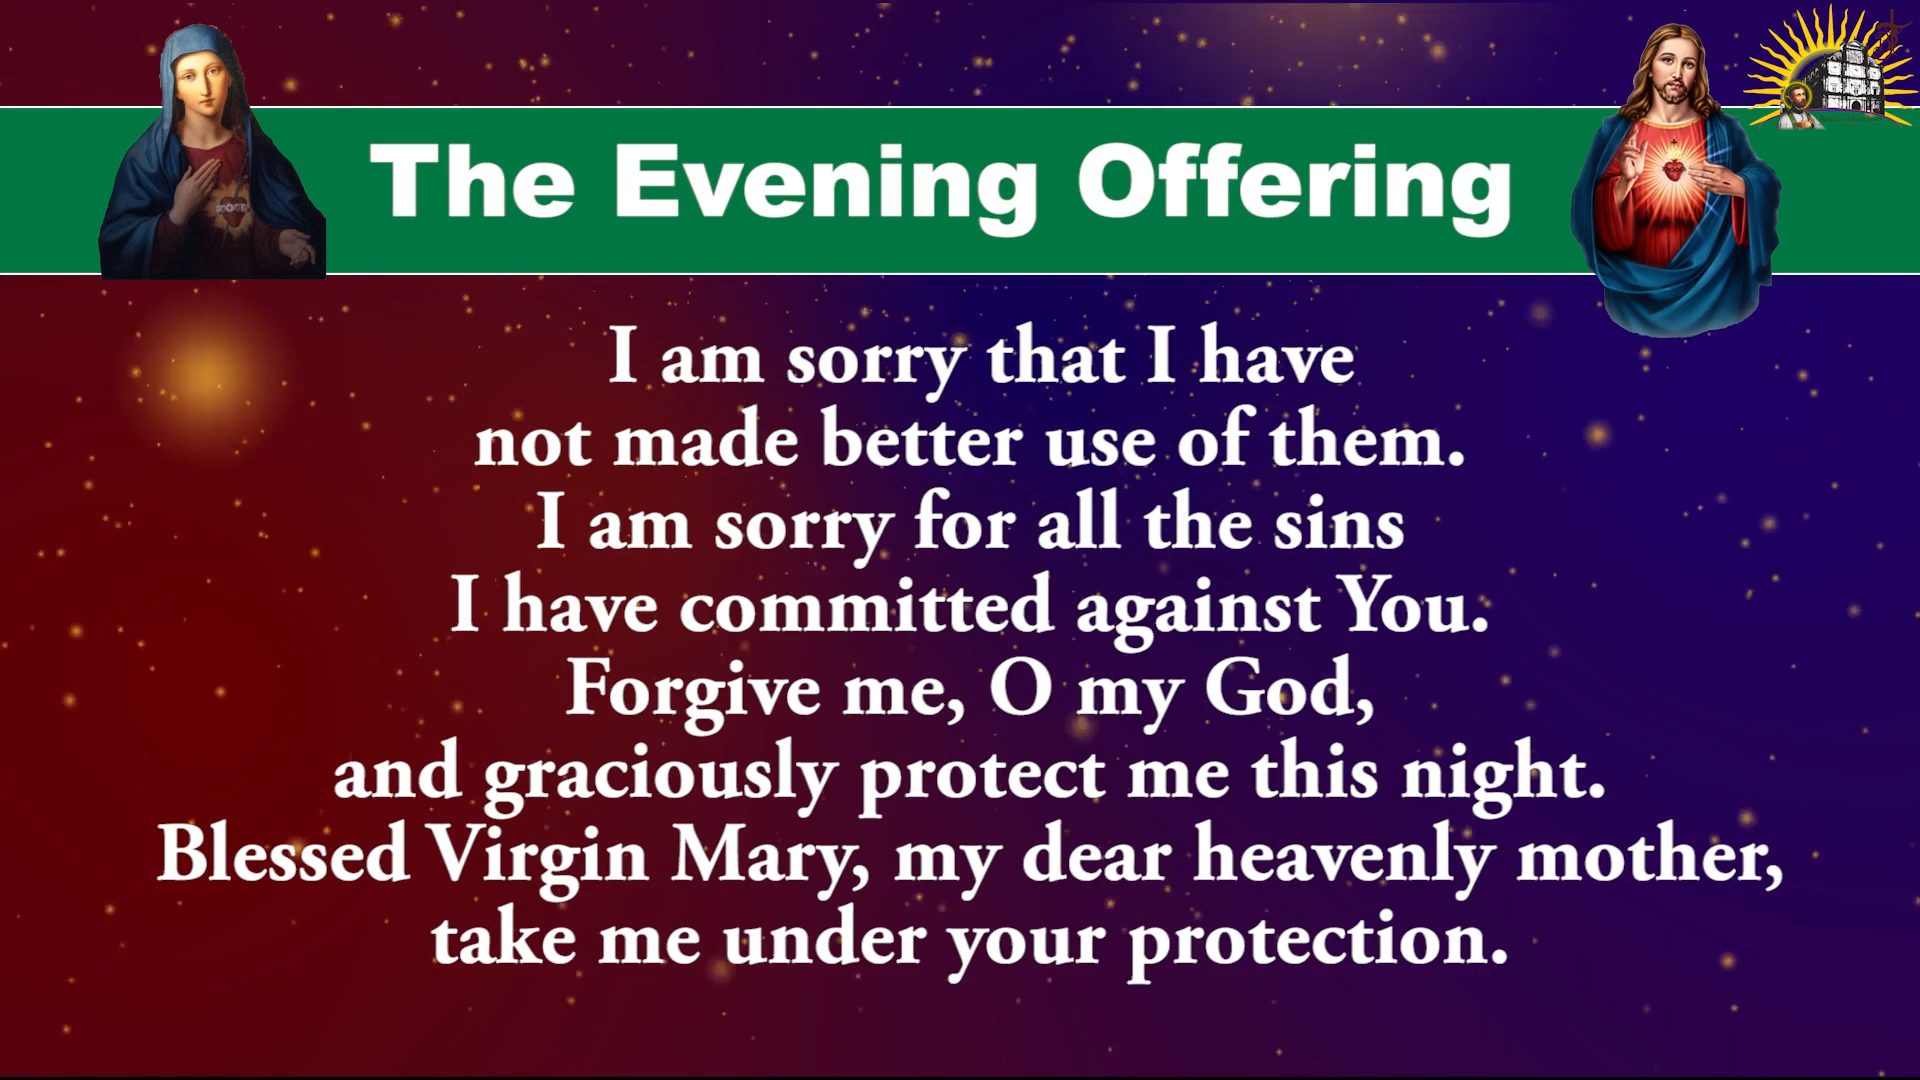 The Evening Offering
I am sorry that I have
not made better use of them.
I am sorry for all the sins
I have committed against You.
Forgive me, O my God,
and graciously protect me this night.
Blessed Virgin Mary, my dear heavenly mother,
take me under your protection.